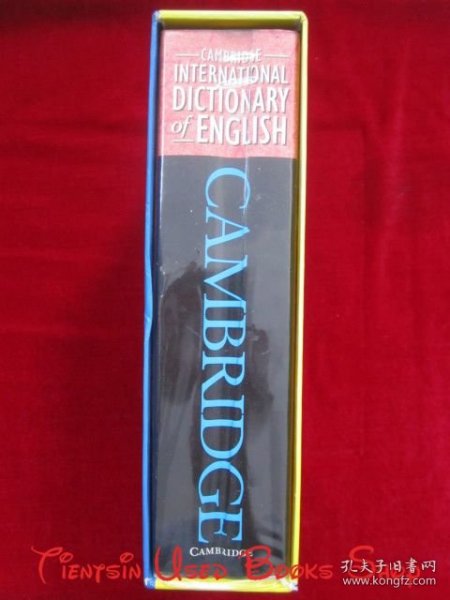 CAMBRIDGE
INTERNATIONAL
DICTIONARY
of ENGLISH
CAMBRIDGE
CAMBRIDGE
Tientsin Used Books Shop
孔夫子旧书网
www.kongfz.com